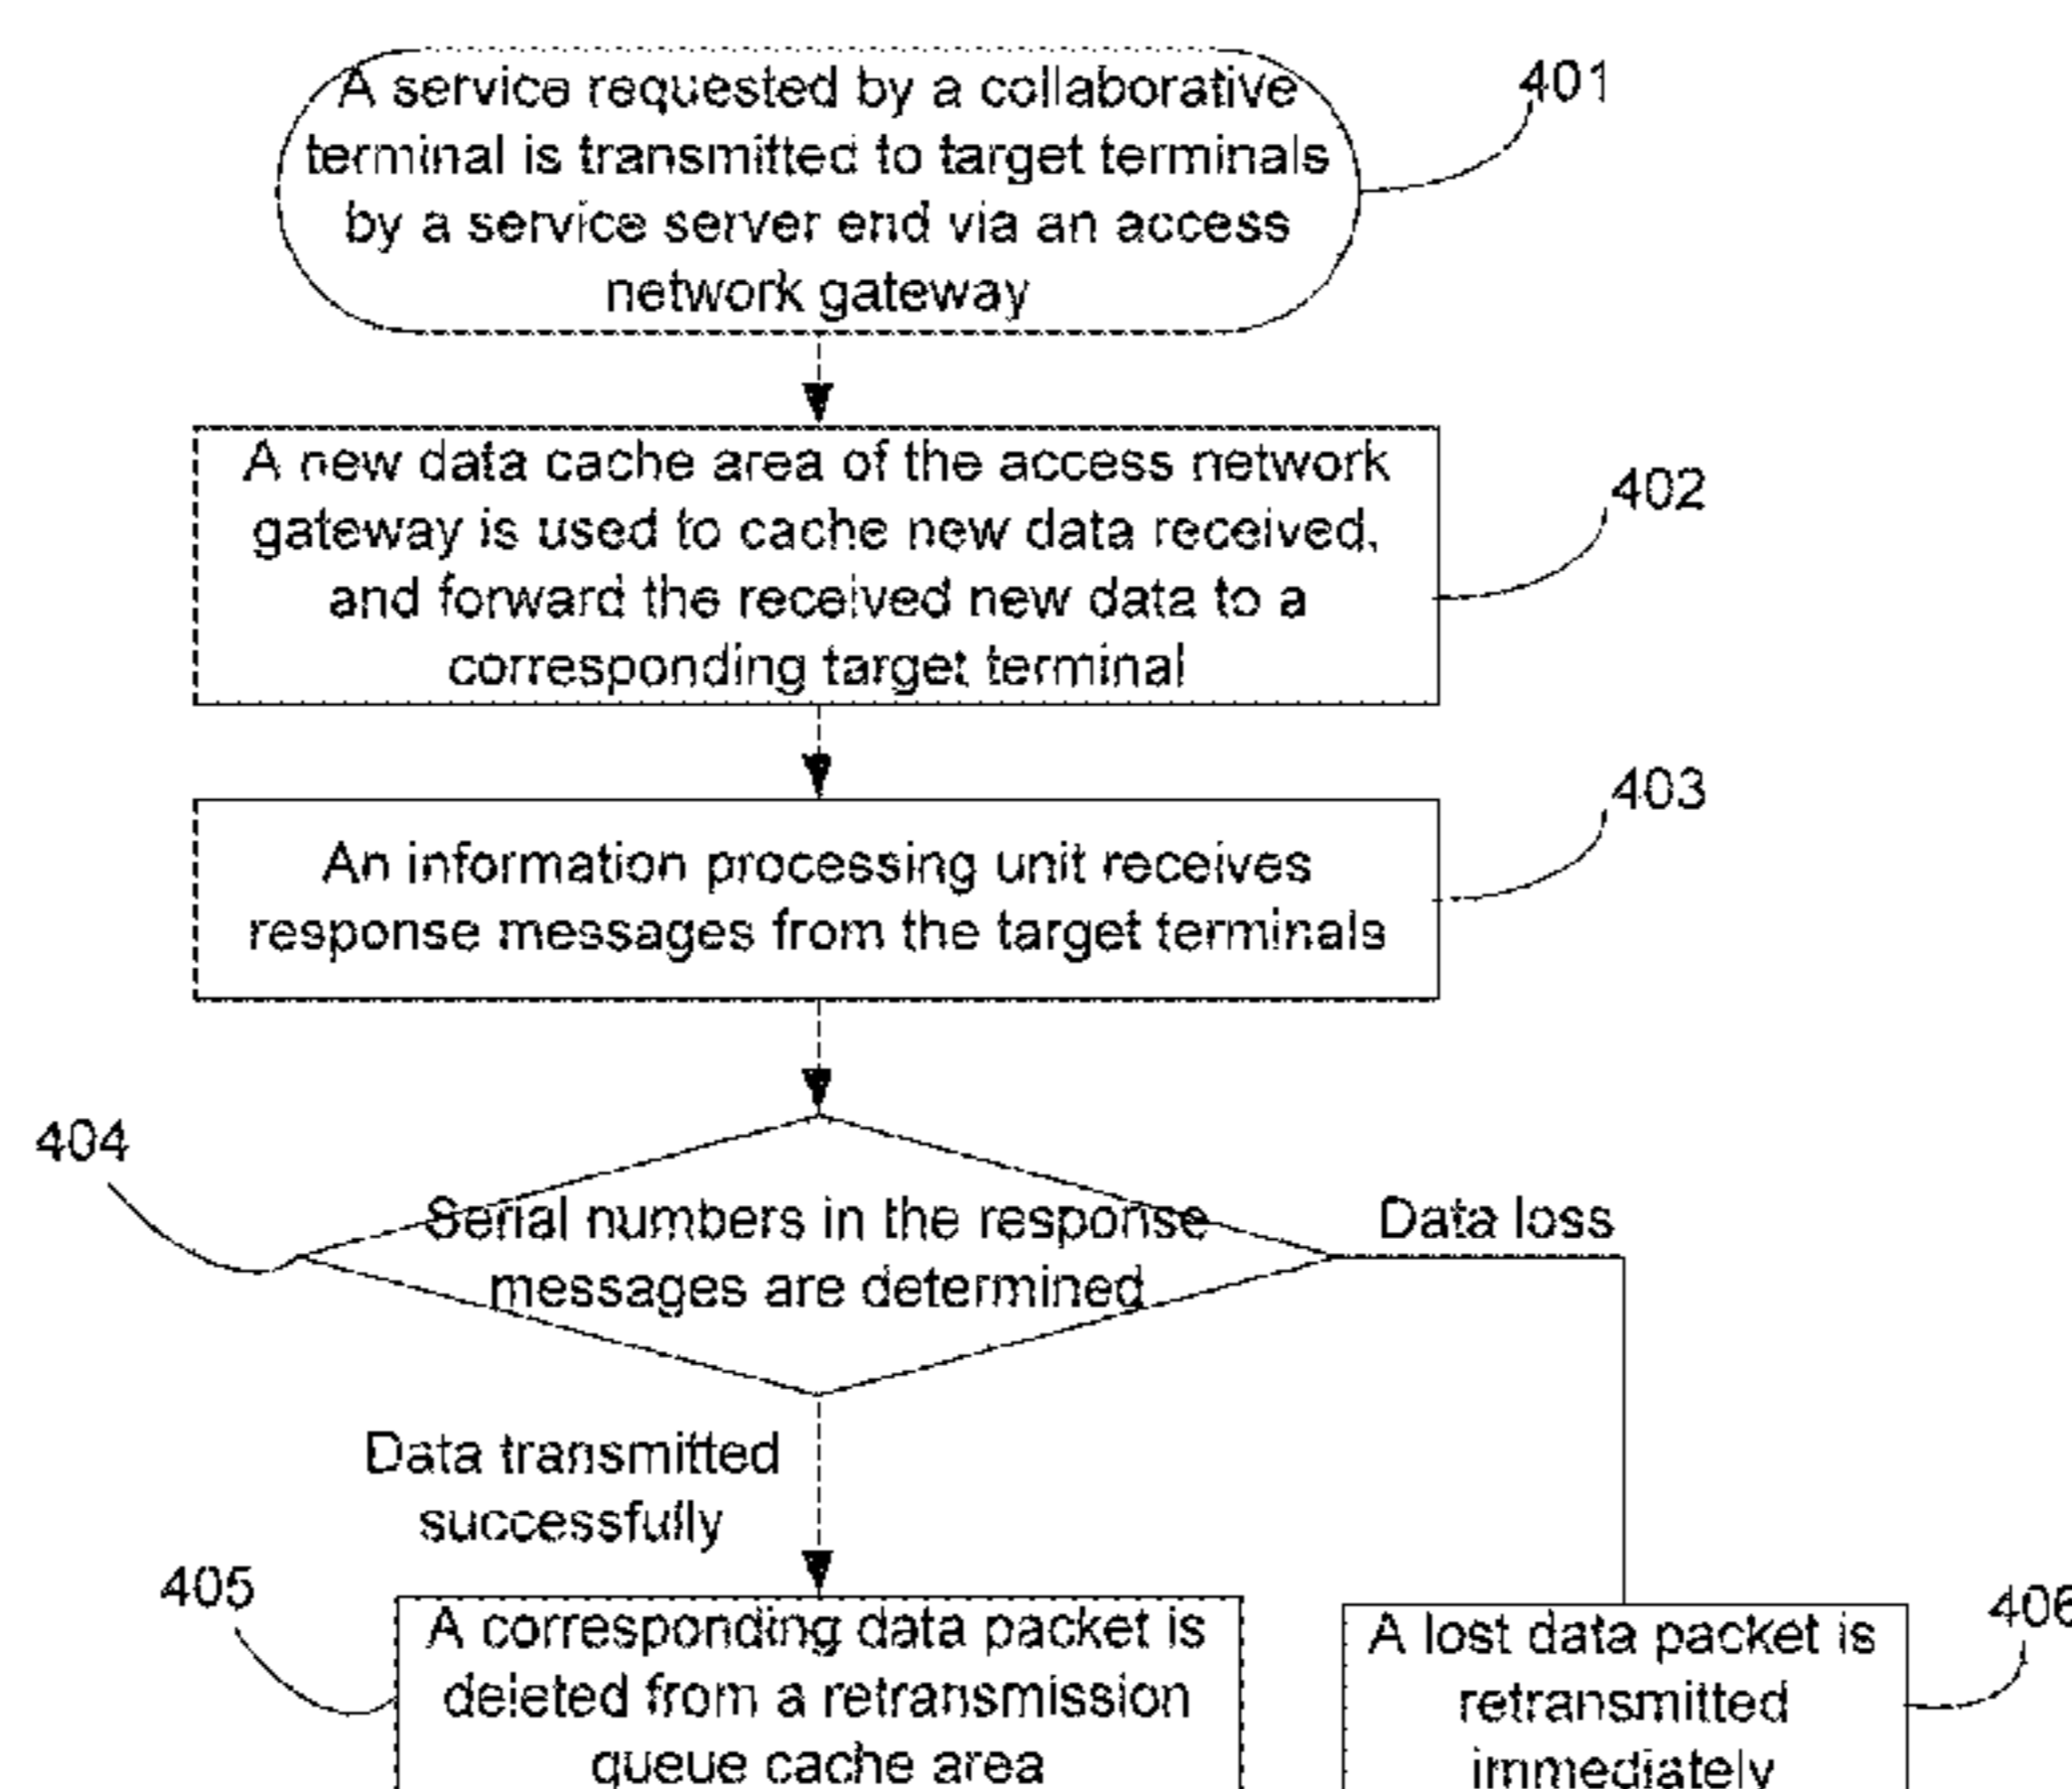 A service requested by a collaborative
terminal is transmitted to target terminals
by a service server end via an access
network gateway
401
A new data cache area of the access network
gateway is used to cache new data received,
and forward the received new data to a
corresponding target terminal
402
An information processing unit receives
response messages from the target terminals
403
404
Serial numbers in the response
messages are determined
Data loss
Data transmitted
successfully
405
A corresponding data packet is
deleted from a retransmission
queue cache area
A lost data packet is
retransmitted
immediately
406